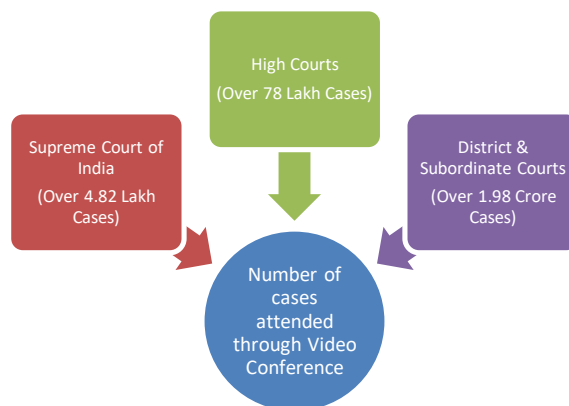 High Courts
(Over 78 Lakh Cases)
Supreme Court of
India
(Over 4.82 Lakh
Cases)
District &
Subordinate Courts
(Over 1.98 Crore
Cases)
Number of
cases
attended
through Video
Conference